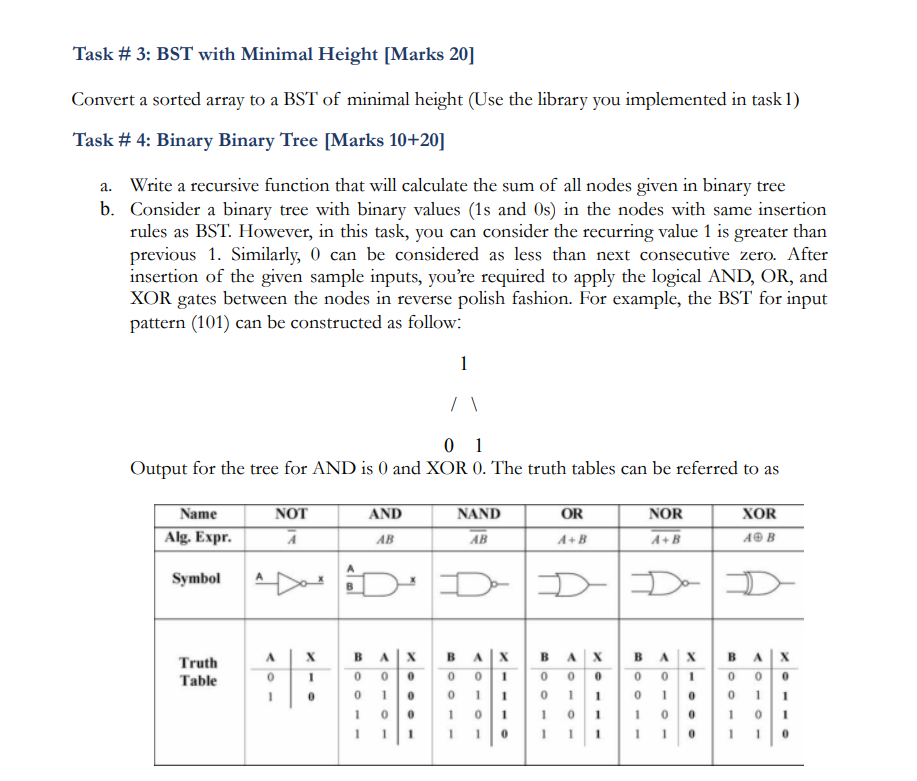 Task # 3: BST with Minimal Height [Marks 20]
Convert a sorted array to a BST of minimal height (Use the library you implemented in task 1)
Task # 4: Binary Binary Tree [Marks 10+20]
a. Write a recursive function that will calculate the sum of all nodes given in binary tree
b. Consider a binary tree with binary values (1s and 0s) in the nodes with same insertion
rules as BST. However, in this task, you can consider the recurring value 1 is greater than
previous 1. Similarly, 0 can be considered as less than next consecutive zero. After
insertion of the given sample inputs, you're required to apply the logical AND, OR, and
XOR gates between the nodes in reverse polish fashion. For example, the BST for input
pattern (101) can be constructed as follow:
1
/ \
0 1
Output for the tree for AND is 0 and XOR 0. The truth tables can be referred to as
Name NOT AND NAND OR NOR XOR
Alg. Expr. A̅ AB A̅B̅ A+B A̅+̅B̅ A⊕B
Symbol A x A B x
Truth Table
A X B A X B A X B A X B A X B A X
0 1 0 0 0 0 0 1 0 0 0 0 0 1 0 0 0
1 0 0 1 0 0 1 1 0 1 1 0 1 0 0 1 1
1 0 0 1 0 1 1 0 1 1 0 0 1 0 1
1 1 1 1 1 0 1 1 1 1 1 0 1 1 0